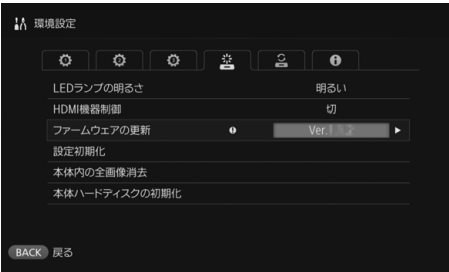 環境設定
LEDランプの明るさ 明るい
HDMI機器制御 切
ファームウェアの更新 Ver.
設定初期化
本体内の全画像消去
本体ハードディスクの初期化
BACK 戻る